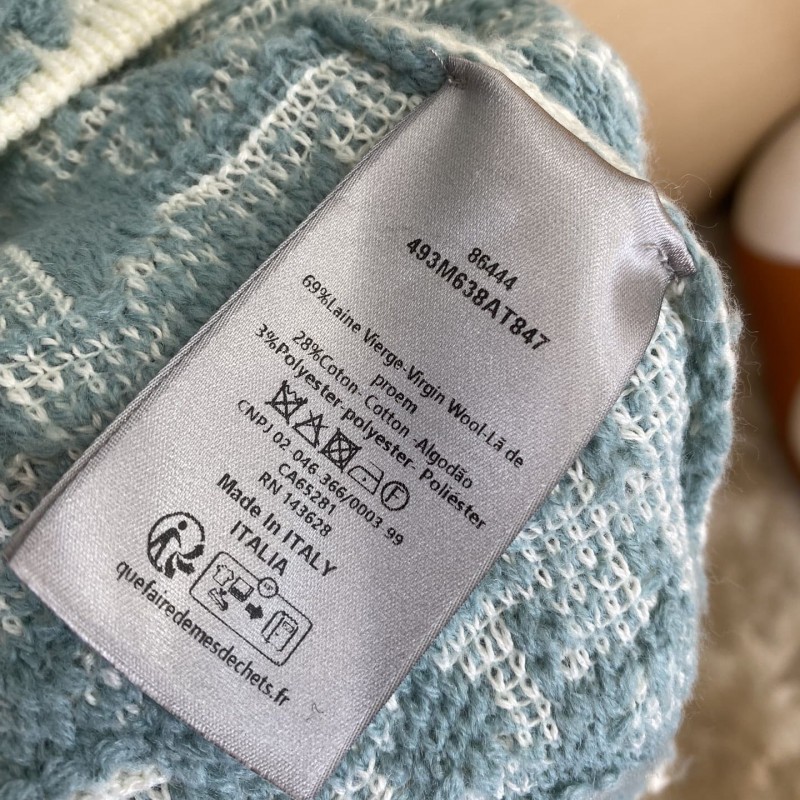 86444
493M638AT847
69%Laine Vierge-Virgin Wool-Lã de
proem
28%Coton- Cotton -Algodão
3%Polyester-polyester- Poliéster
F
CNPJ 02 046 366/0003 99
CA65281
RN 143628
Made In ITALY
ITALIA
quefairedemesdechets.fr